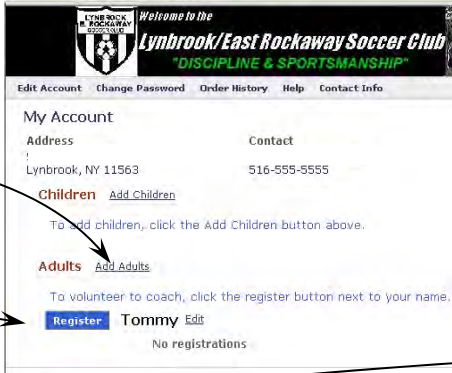 LYNBROOK
E. ROCKAWAY
SOCCER CLUB
Welcome to the
Lynbrook/East Rockaway Soccer Club
"DISCIPLINE & SPORTSMANSHIP"
Edit Account Change Password Order History Help Contact Info
My Account
Address Contact
Lynbrook, NY 11563 516-555-5555
Children Add Children
To add children, click the Add Children button above.
Adults Add Adults
To volunteer to coach, click the register button next to your name.
Register Tommy Edit
No registrations